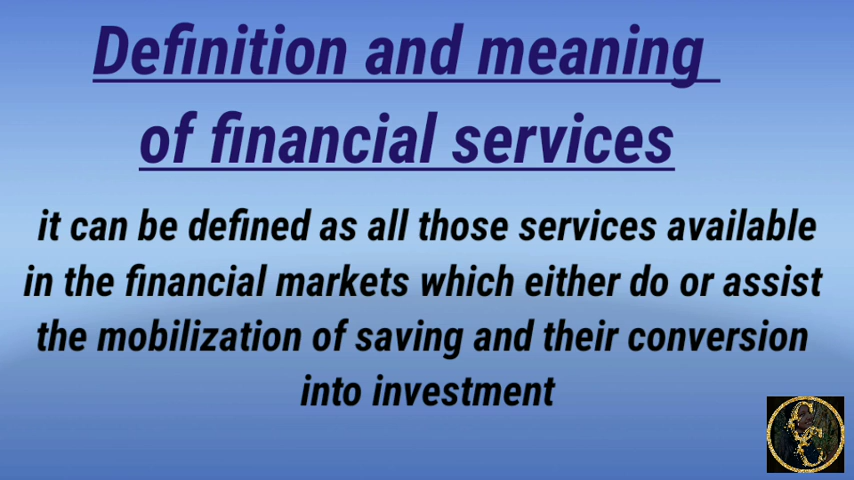 Definition and meaning
of financial services
it can be defined as all those services available
in the financial markets which either do or assist
the mobilization of saving and their conversion
into investment